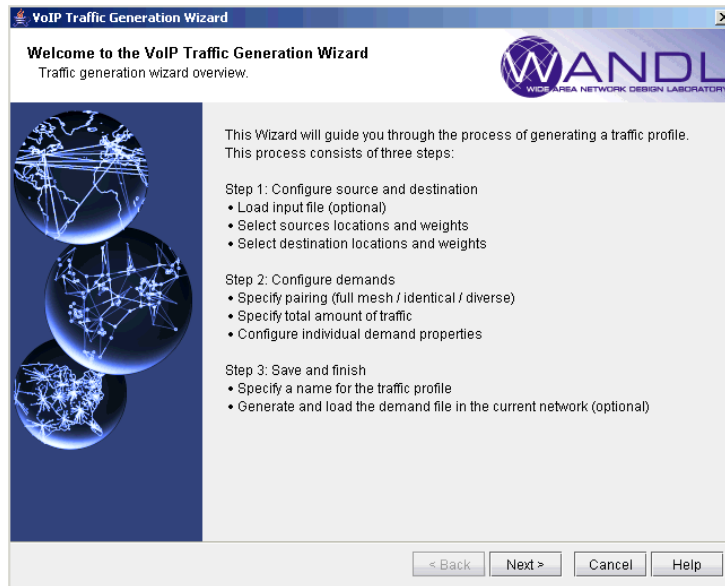 VoIP Traffic Generation Wizard
Welcome to the VoIP Traffic Generation Wizard
Traffic generation wizard overview.
WANDL
WIDE AREA NETWORK DESIGN LABORATORY
This Wizard will guide you through the process of generating a traffic profile.
This process consists of three steps:
Step 1: Configure source and destination
• Load input file (optional)
• Select sources locations and weights
• Select destination locations and weights
Step 2: Configure demands
• Specify pairing (full mesh / identical / diverse)
• Specify total amount of traffic
• Configure individual demand properties
Step 3: Save and finish
• Specify a name for the traffic profile
• Generate and load the demand file in the current network (optional)
< Back
Next >
Cancel
Help